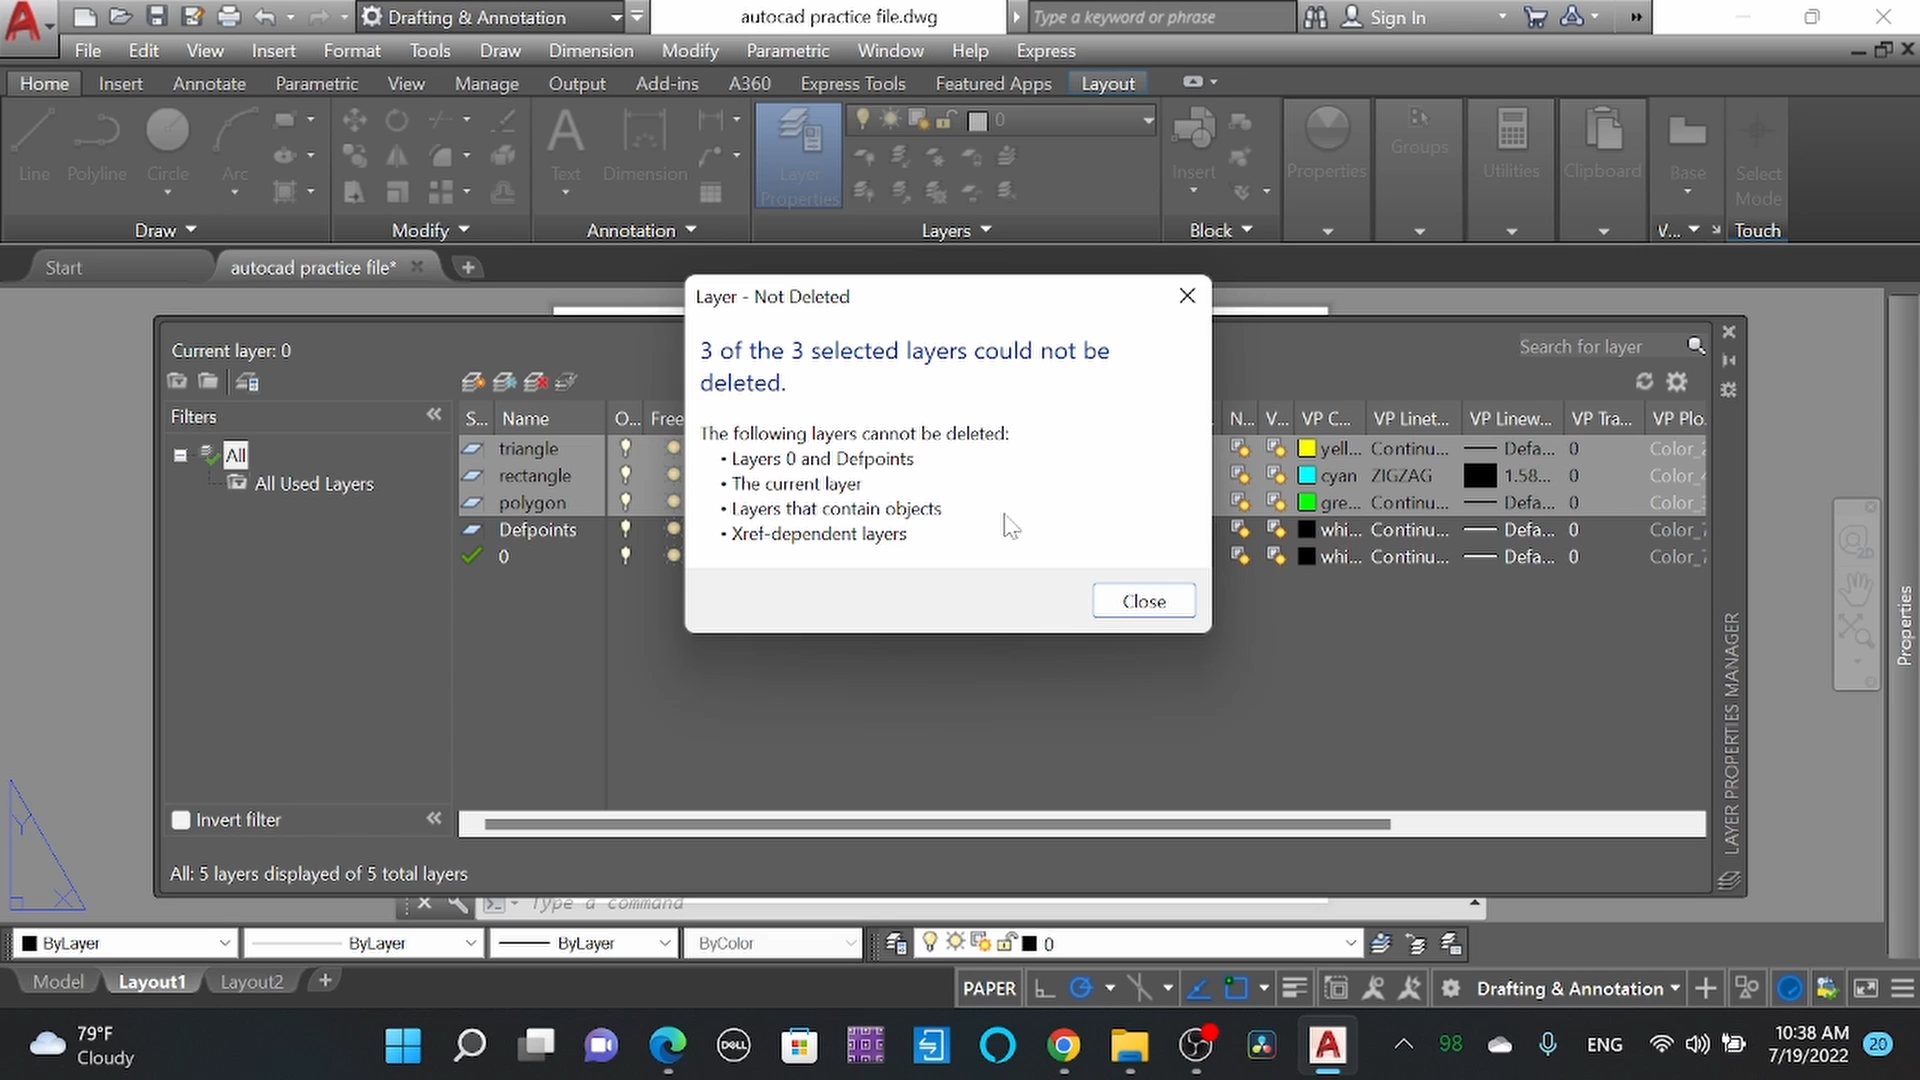 Drafting & Annotation
autocad practice file.dwg
Type a keyword or phrase
Sign In
File Edit View Insert Format Tools Draw Dimension Modify Parametric Window Help Express
Home Insert Annotate Parametric View Manage Output Add-ins A360 Express Tools Featured Apps Layout
0
Line Polyline Circle Arc
Text Dimension
Layer
Properties
Insert
Properties
Groups
Utilities
Clipboard
Base
Select
Mode
Draw Modify Annotation Layers Block V... Touch
Start autocad practice file*
Layer - Not Deleted
3 of the 3 selected layers could not be
deleted.
The following layers cannot be deleted:
• Layers 0 and Defpoints
• The current layer
• Layers that contain objects
• Xref-dependent layers
Close
Current layer: 0
Search for layer
Filters
All
All Used Layers
S... Name O... Free N... V... VP C... VP Linet... VP Linew... VP Tra... VP Plo
triangle yell... Continu... Defa... 0 Color_
rectangle cyan ZIGZAG 1.58... 0 Color_
polygon gre... Continu... Defa... 0 Color_
Defpoints whi... Continu... Defa... 0 Color_
0 whi... Continu... Defa... 0 Color_
Invert filter
All: 5 layers displayed of 5 total layers
LAYER PROPERTIES MANAGER
Properties
2D
Y
X
Type a command
ByLayer ByLayer ByLayer ByColor 0
Model Layout1 Layout2
PAPER Drafting & Annotation
79°F
Cloudy
DELL
98
ENG
10:38 AM
7/19/2022
20